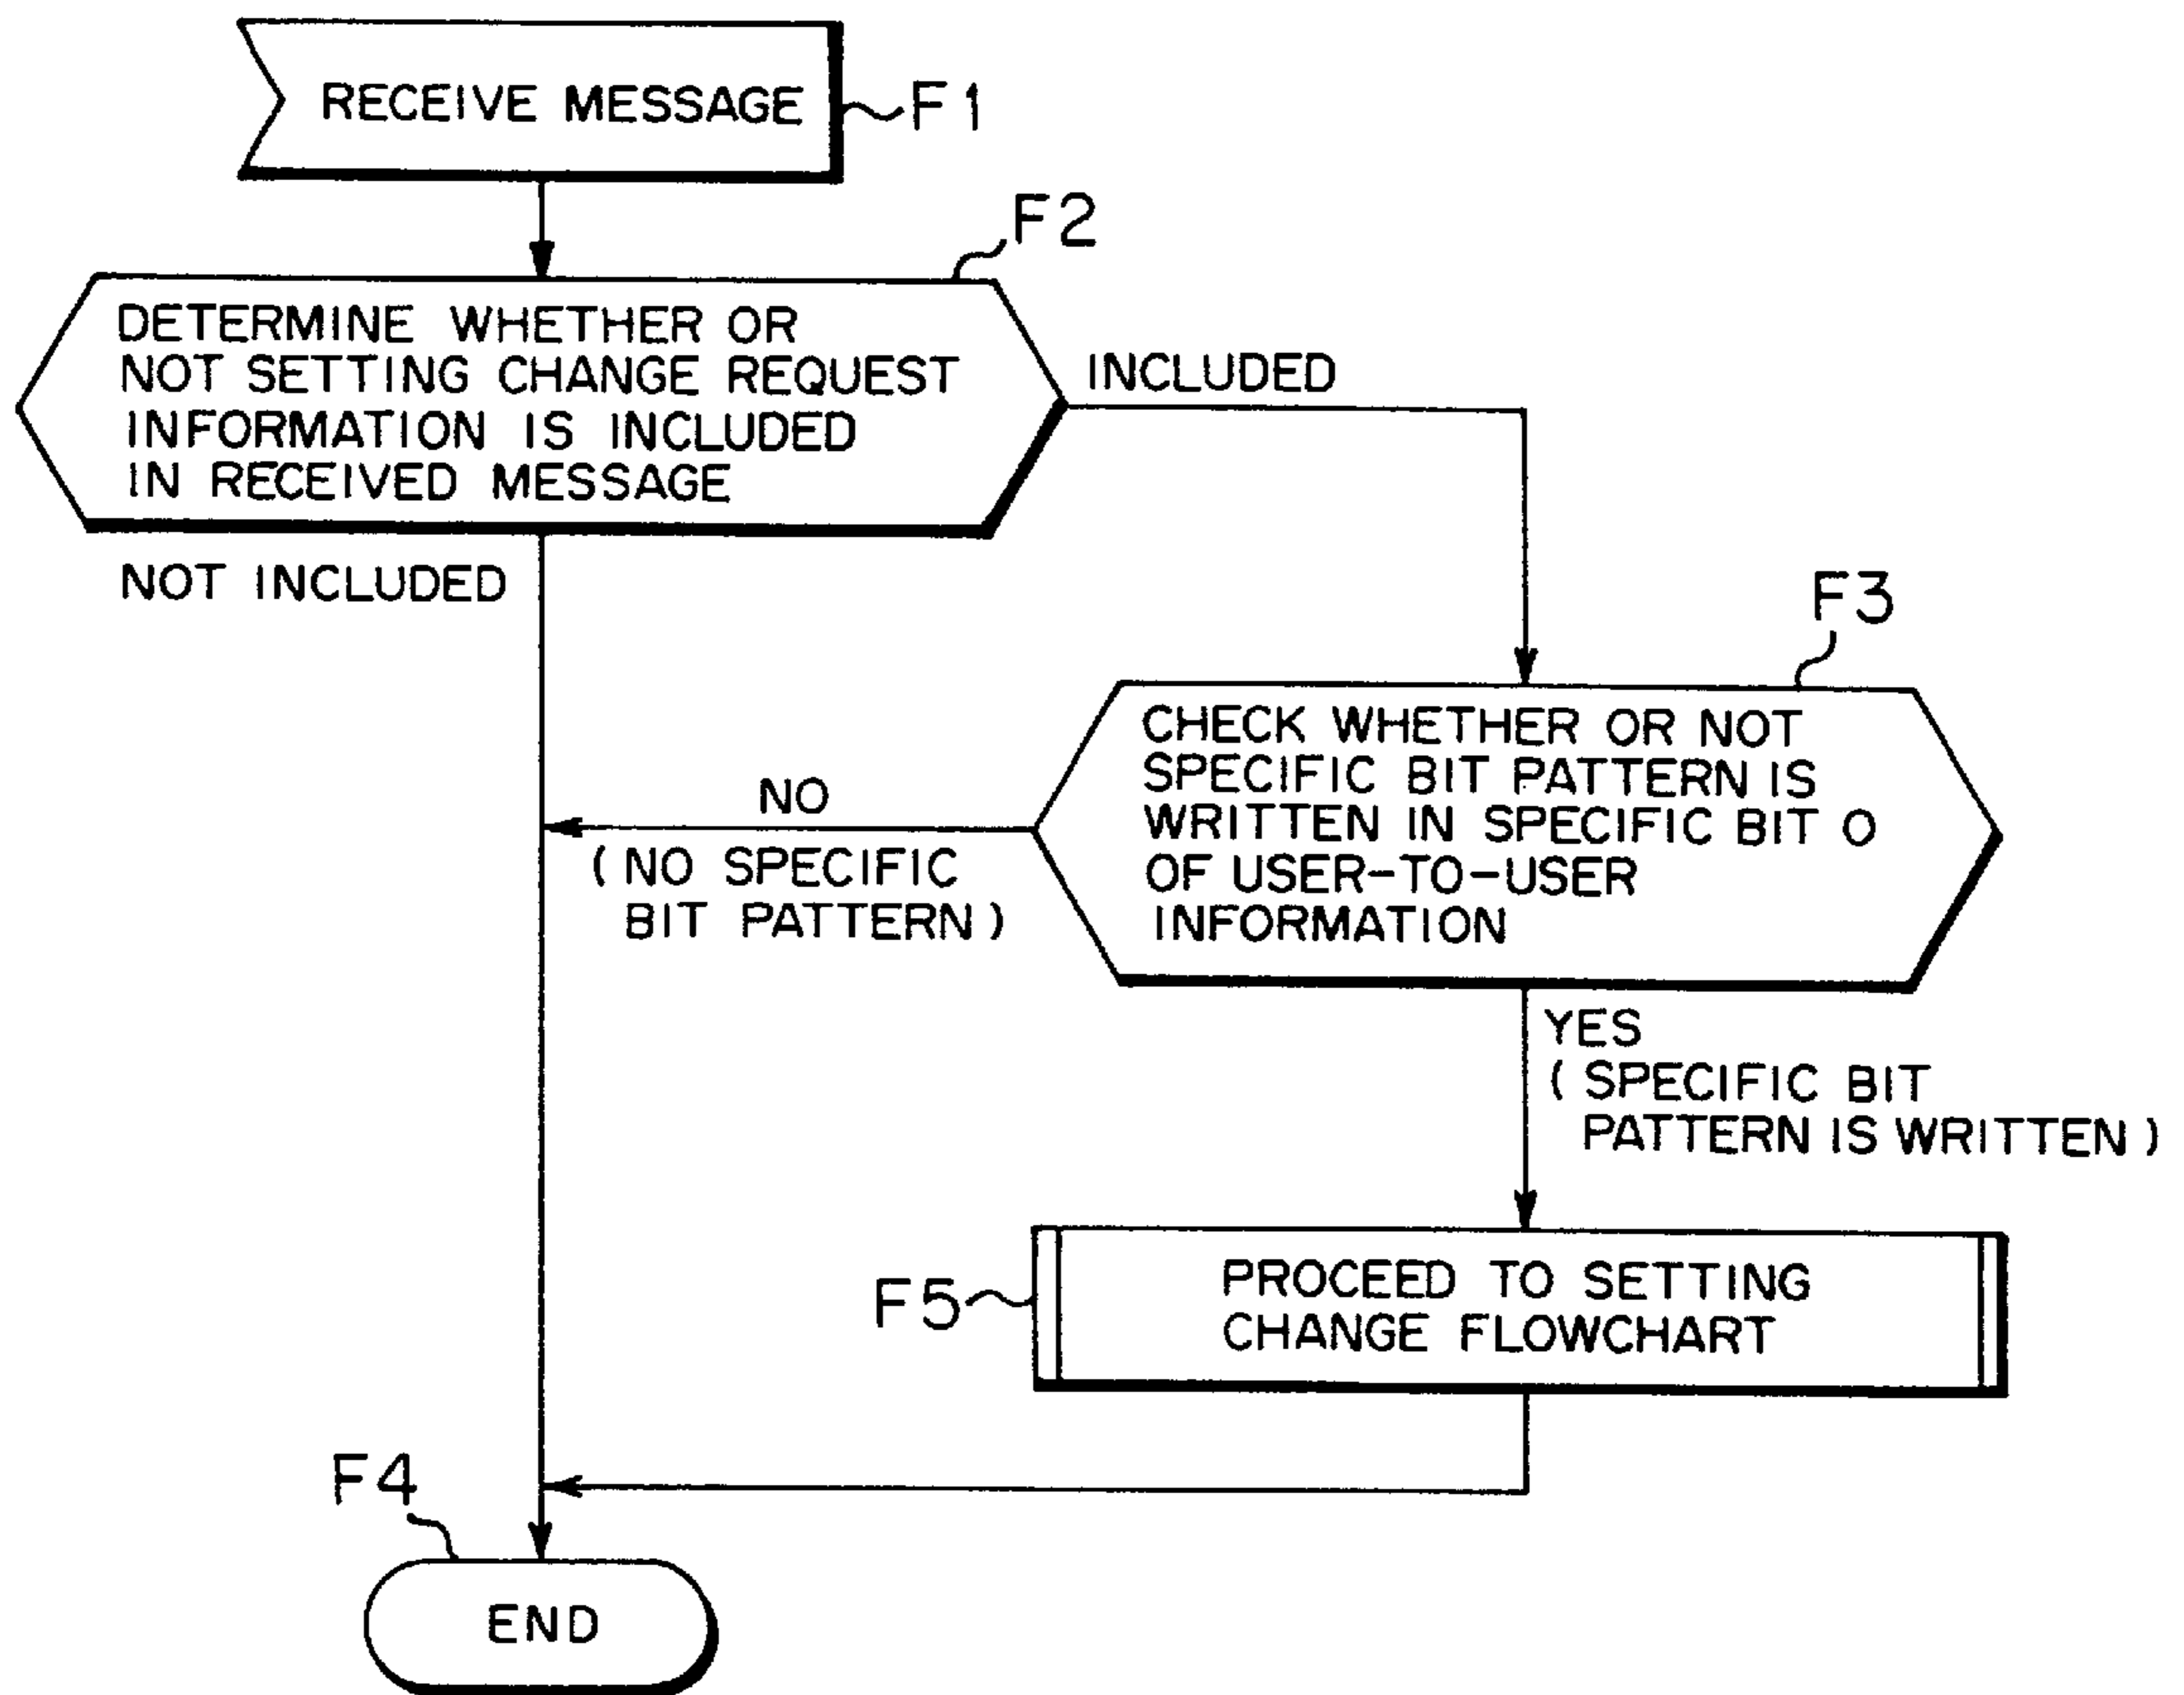 RECEIVE MESSAGE
F1
F2
DETERMINE WHETHER OR
NOT SETTING CHANGE REQUEST
INFORMATION IS INCLUDED
IN RECEIVED MESSAGE
INCLUDED
NOT INCLUDED
F3
CHECK WHETHER OR NOT
SPECIFIC BIT PATTERN IS
WRITTEN IN SPECIFIC BIT O
OF USER-TO-USER
INFORMATION
NO
(NO SPECIFIC
BIT PATTERN)
YES
(SPECIFIC BIT
PATTERN IS WRITTEN)
F5
PROCEED TO SETTING
CHANGE FLOWCHART
F4
END